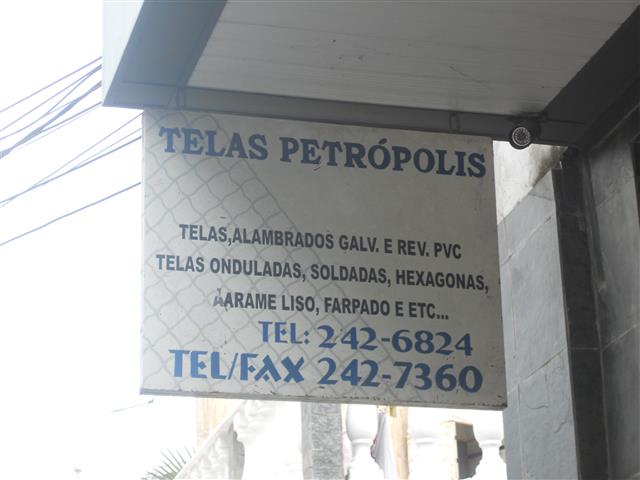 TELAS PETRÓPOLIS
TELAS,ALAMBRADOS GALV. E REV. PVC
TELAS ONDULADAS, SOLDADAS, HEXAGONAS,
AARAME LISO, FARPADO E ETC...
TEL: 242-6824
TEL/FAX 242-7360